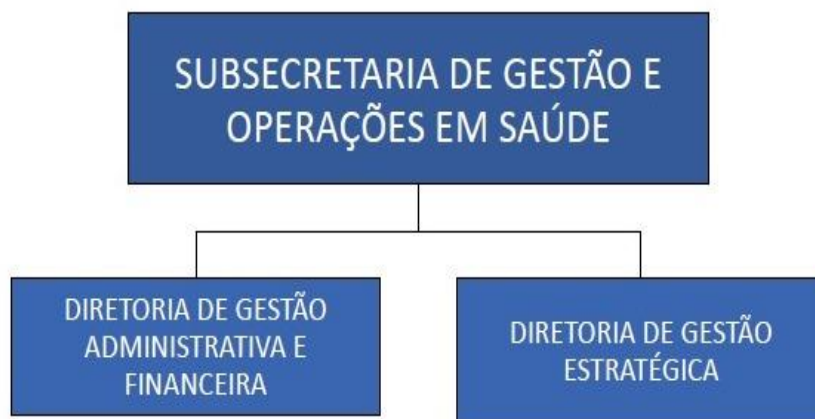 SUBSECRETARIA DE GESTÃO E
OPERAÇÕES EM SAÚDE
DIRETORIA DE GESTÃO
ADMINISTRATIVA E
FINANCEIRA
DIRETORIA DE GESTÃO
ESTRATÉGICA